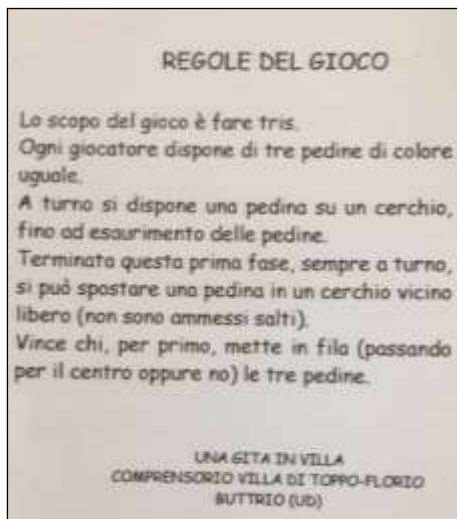 REGOLE DEL GIOCO
Lo scopo del gioco è fare tris.
Ogni giocatore dispone di tre pedine di colore
uguale.
A turno si dispone una pedina su un cerchio,
fino ad esaurimento delle pedine.
Terminata questa prima fase, sempre a turno,
si può spostare una pedina in un cerchio vicino
libero (non sono ammessi salti).
Vince chi, per primo, mette in fila (passando
per il centro oppure no) le tre pedine.
UNA GITA IN VILLA
COMPRENSORIO VILLA DI TOPPO-FLORIO
BUTTRIO (UD)